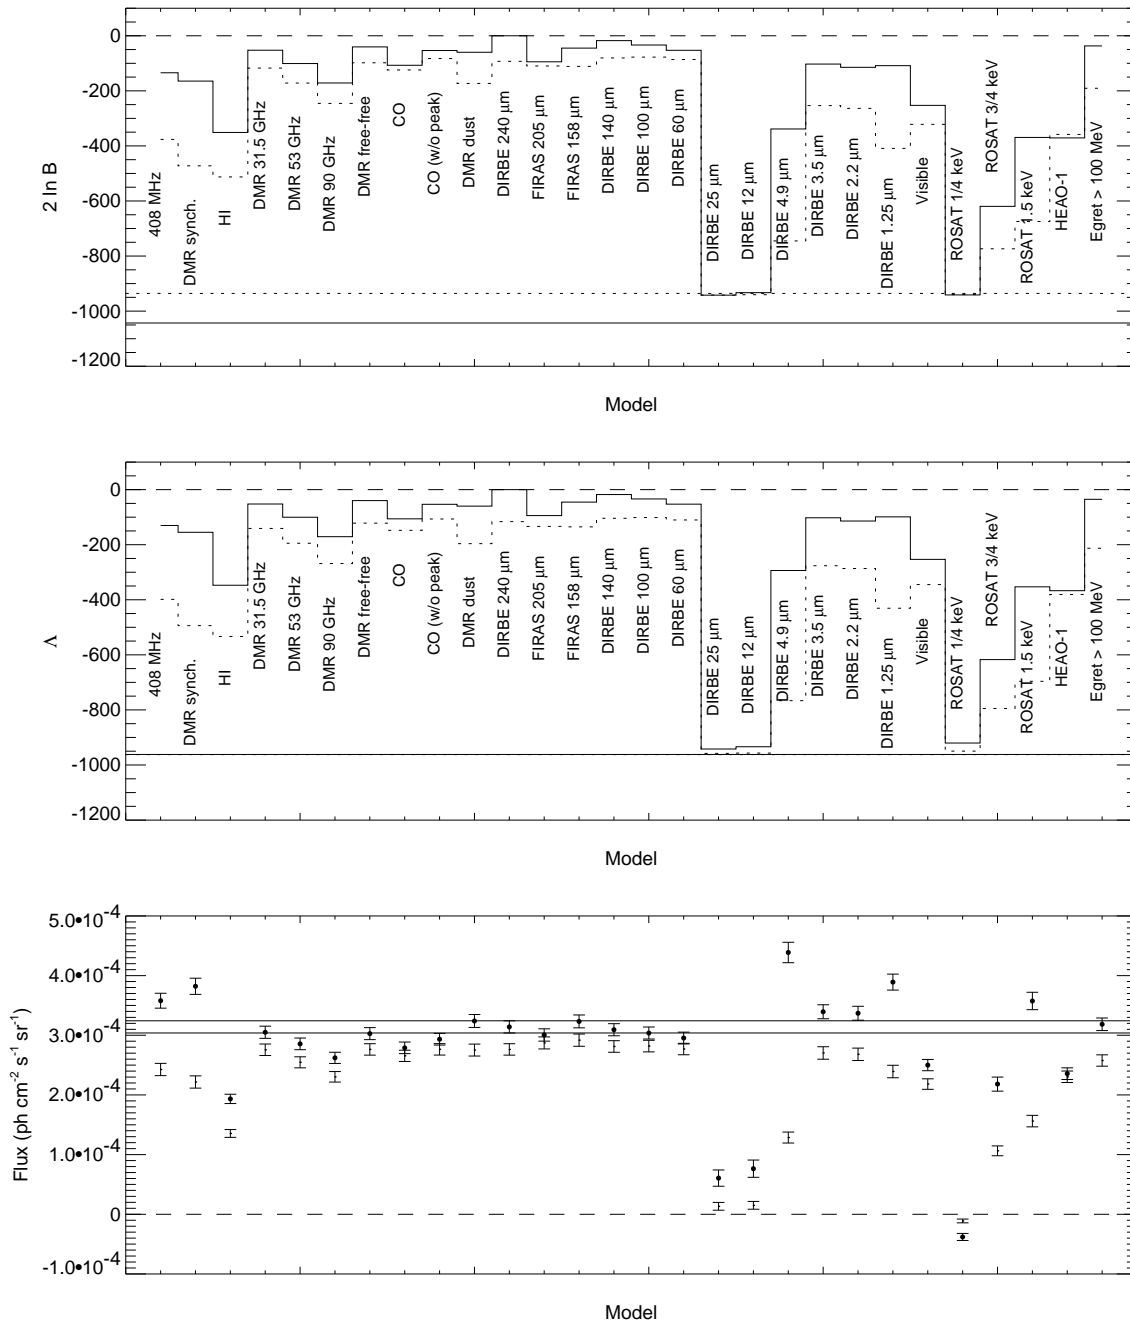 0
-200
-400
-600
-800
-1000
-1200
2 ln B
408 MHz
DMR synch.
HI
DMR 31.5 GHz
DMR 53 GHz
DMR 90 GHz
DMR free-free
CO
CO (w/o peak)
DMR dust
DIRBE 240 µm
FIRAS 205 µm
FIRAS 158 µm
DIRBE 140 µm
DIRBE 100 µm
DIRBE 60 µm
DIRBE 25 µm
DIRBE 12 µm
DIRBE 4.9 µm
DIRBE 3.5 µm
DIRBE 2.2 µm
DIRBE 1.25 µm
Visible
ROSAT 1/4 keV
ROSAT 3/4 keV
ROSAT 1.5 keV
HEAO-1
Egret > 100 MeV
Model
0
-200
-400
-600
-800
-1000
-1200
Λ
408 MHz
DMR synch.
HI
DMR 31.5 GHz
DMR 53 GHz
DMR 90 GHz
DMR free-free
CO
CO (w/o peak)
DMR dust
DIRBE 240 µm
FIRAS 205 µm
FIRAS 158 µm
DIRBE 140 µm
DIRBE 100 µm
DIRBE 60 µm
DIRBE 25 µm
DIRBE 12 µm
DIRBE 4.9 µm
DIRBE 3.5 µm
DIRBE 2.2 µm
DIRBE 1.25 µm
Visible
ROSAT 1/4 keV
ROSAT 3/4 keV
ROSAT 1.5 keV
HEAO-1
Egret > 100 MeV
Model
5.0•10⁻⁴
4.0•10⁻⁴
3.0•10⁻⁴
2.0•10⁻⁴
1.0•10⁻⁴
0
-1.0•10⁻⁴
Flux (ph cm⁻² s⁻¹ sr⁻¹)
Model